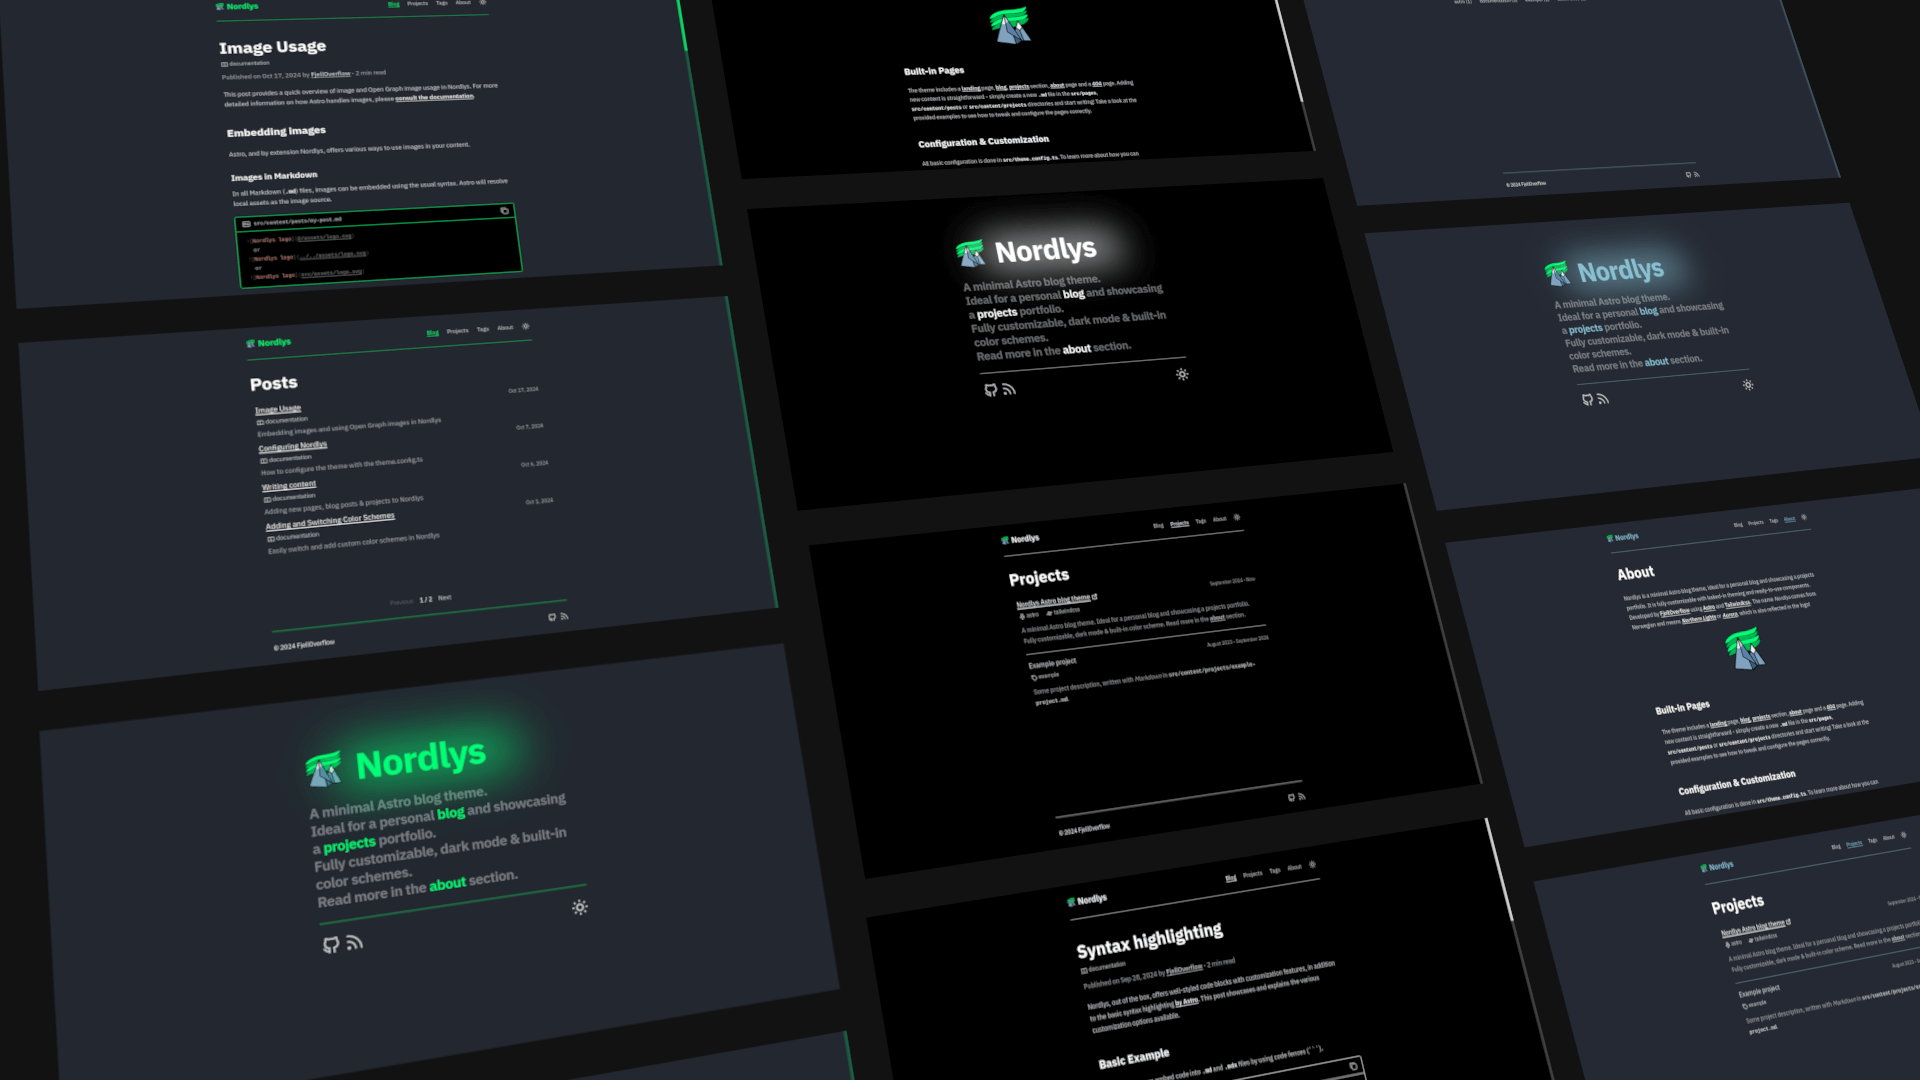 Nordlys
Blog Projects Tags About
Image Usage
documentation
Published on Oct 17, 2024 by FjellOverflow - 2 min read
This post provides a quick overview of image and Open Graph image usage in Nordlys. For more
detailed information on how Astro handles images, please consult the documentation.
Embedding images
Astro, and by extension Nordlys, offers various ways to use images in your content.
Images in Markdown
In all Markdown (.md) files, images can be embedded using the usual syntax. Astro will resolve
local assets as the image source.
src/content/posts/my-post.md
or
or
Nordlys
Blog Projects Tags About
Posts
Image Usage
Oct 17, 2024
documentation
Embedding images and using Open Graph images in Nordlys
Configuring Nordlys
Oct 7, 2024
documentation
How to configure the theme with the theme.config.ts
Writing content
Oct 4, 2024
documentation
Adding new pages, blog posts & projects to Nordlys
Adding and Switching Color Schemes
Oct 3, 2024
documentation
Easily switch and add custom color schemes in Nordlys
Previous 1 / 2 Next
© 2024 FjellOverflow
Nordlys
A minimal Astro blog theme.
Ideal for a personal blog and showcasing
a projects portfolio.
Fully customizable, dark mode & built-in
color schemes.
Read more in the about section.
Built-in Pages
The theme includes a landing page, blog, projects section, about page and a 404 page. Adding
new content is straightforward - simply create a new .md file in the src/pages,
src/content/posts or src/content/projects directories and start writing! Take a look at the
provided examples to see how to tweak and configure the pages correctly.
Configuration & Customization
All basic configuration is done in src/theme.config.ts. To learn more about how you can
Nordlys
A minimal Astro blog theme.
Ideal for a personal blog and showcasing
a projects portfolio.
Fully customizable, dark mode & built-in
color schemes.
Read more in the about section.
Nordlys
Blog Projects Tags About
Projects
Nordlys Astro blog theme
September 2024 - Now
astro tailwindcss
A minimal Astro blog theme. Ideal for a personal blog and showcasing a projects portfolio.
Fully customizable, dark mode & built-in color scheme. Read more in the about section.
Example project
August 2023 - September 2024
example
Some project description, written with Markdown in src/content/projects/example-
project.md.
© 2024 FjellOverflow
Nordlys
Blog Projects Tags About
Syntax highlighting
documentation
Published on Sep 28, 2024 by FjellOverflow - 2 min read
Nordlys, out of the box, offers well-styled code blocks with customization features, in addition
to the basic syntax highlighting by Astro. This post showcases and explains the various
customization options available.
Basic Example
embed code into .md and .mdx files by using code fences (```),
© 2024 FjellOverflow
Nordlys
A minimal Astro blog theme.
Ideal for a personal blog and showcasing
a projects portfolio.
Fully customizable, dark mode & built-in
color schemes.
Read more in the about section.
Nordlys
Blog Projects Tags About
About
Nordlys is a minimal Astro blog theme, ideal for a personal blog and showcasing a projects
portfolio. It is fully customizable with baked-in theming and ready-to-use components.
Developed by FjellOverflow using Astro and TailwindCSS. The name Nordlys comes from
Norwegian and means Northern Lights or Aurora, which is also reflected in the logo!
Built-in Pages
The theme includes a landing page, blog, projects section, about page and a 404 page. Adding
new content is straightforward - simply create a new .md file in the src/pages,
src/content/posts or src/content/projects directories and start writing! Take a look at the
provided examples to see how to tweak and configure the pages correctly.
Configuration & Customization
All basic configuration is done in src/theme.config.ts. To learn more about how you can
Nordlys
Blog Projects Tags About
Projects
Nordlys Astro blog theme
September 2024
astro tailwindcss
A minimal Astro blog theme. Ideal for a personal blog and showcasing a projects
Fully customizable, dark mode & built-in color scheme. Read more in the about section
Example project
August 2023
example
Some project description, written with Markdown in src/content/projects
project.md.